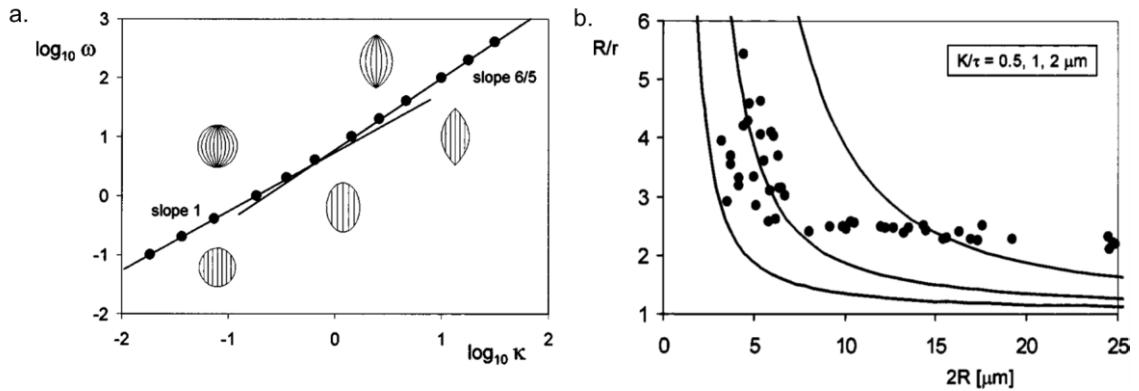 a.
log10 ω
3
2
1
0
-1
-2
slope 6/5
slope 1
-2
-1
0
1
2
log10 κ
b.
R/r
6
5
4
3
2
1
K/τ = 0.5, 1, 2 μm
0
5
10
15
20
25
2R [μm]